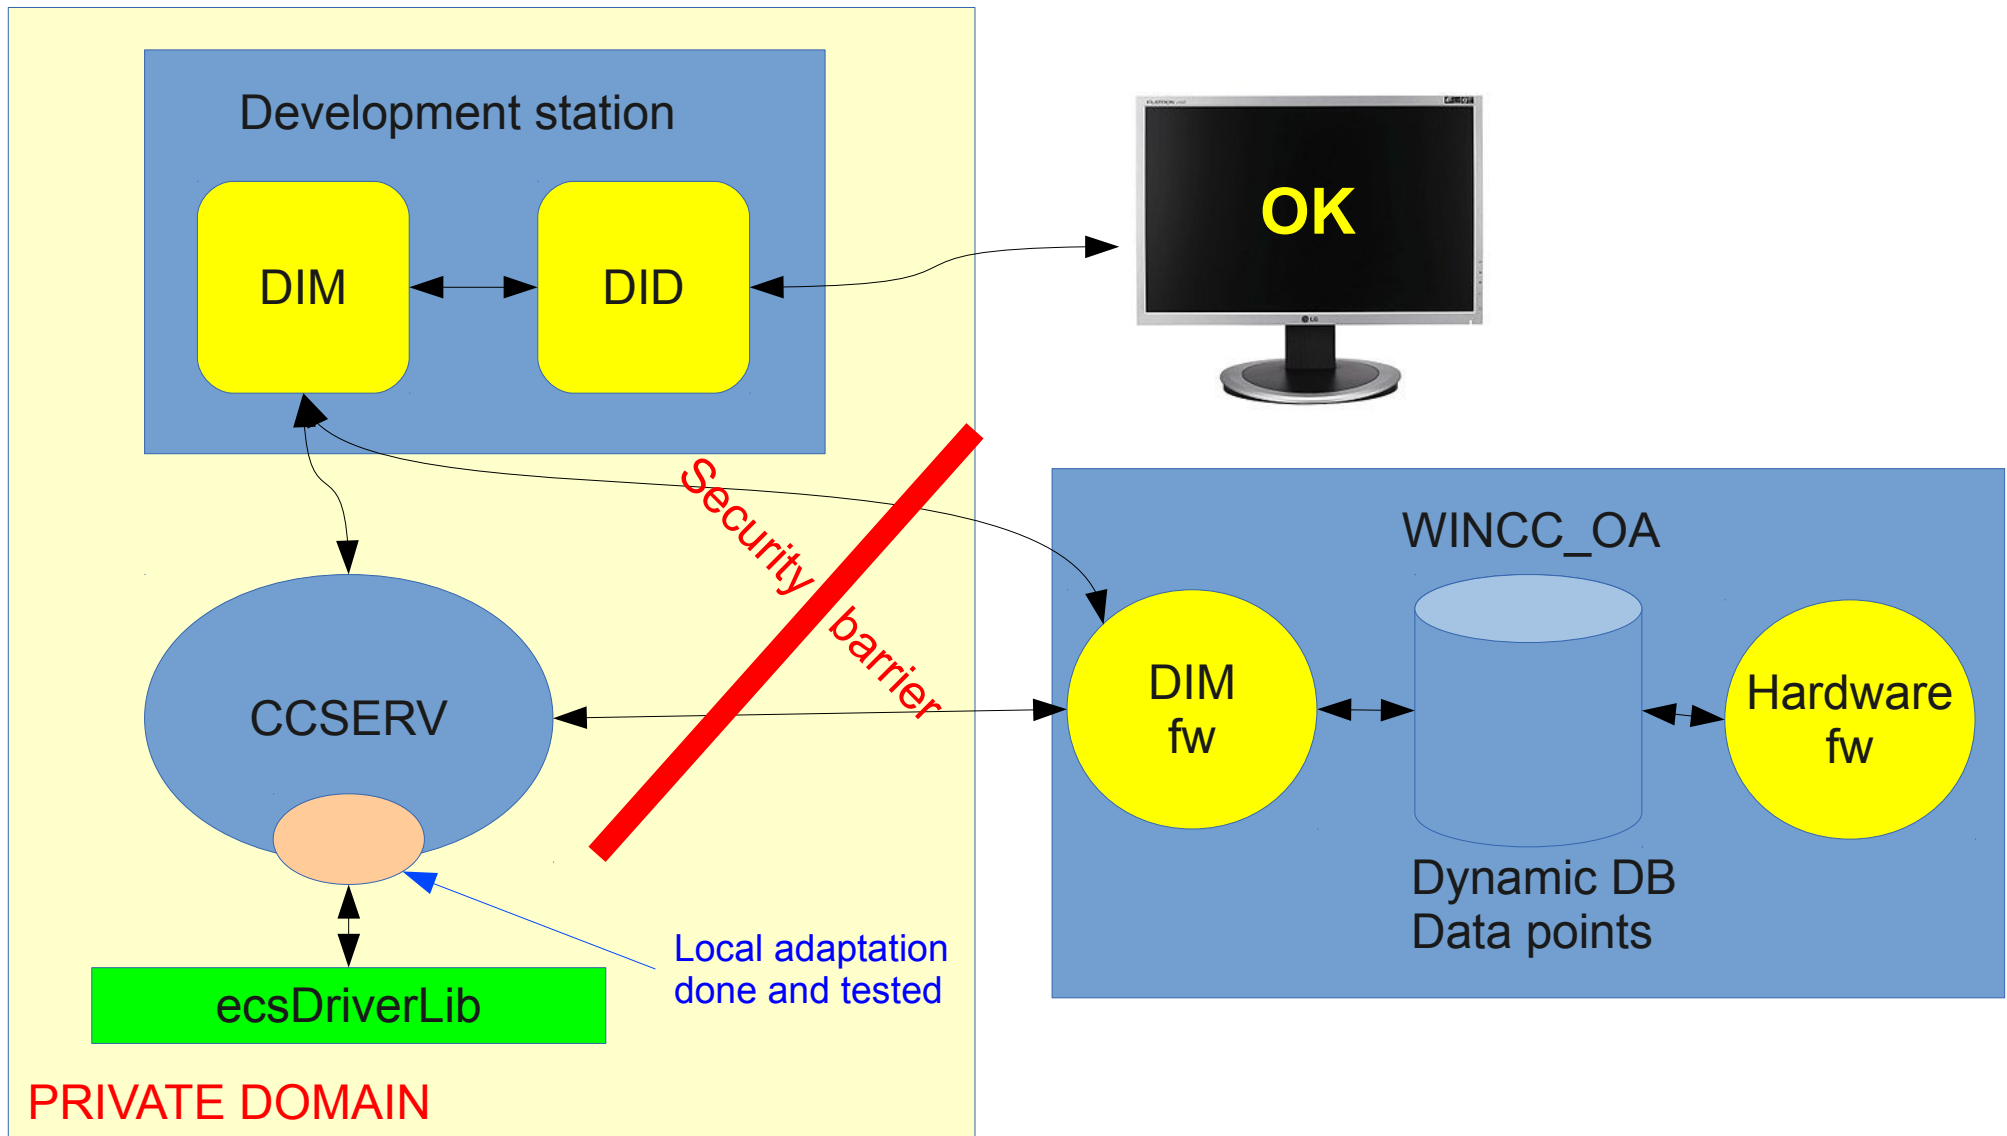 Development station
DIM
DID
OK
LG
Security barrier
WINCC_OA
CCSERV
DIM
fw
Hardware
fw
Dynamic DB
Data points
Local adaptation
done and tested
ecsDriverLib
PRIVATE DOMAIN